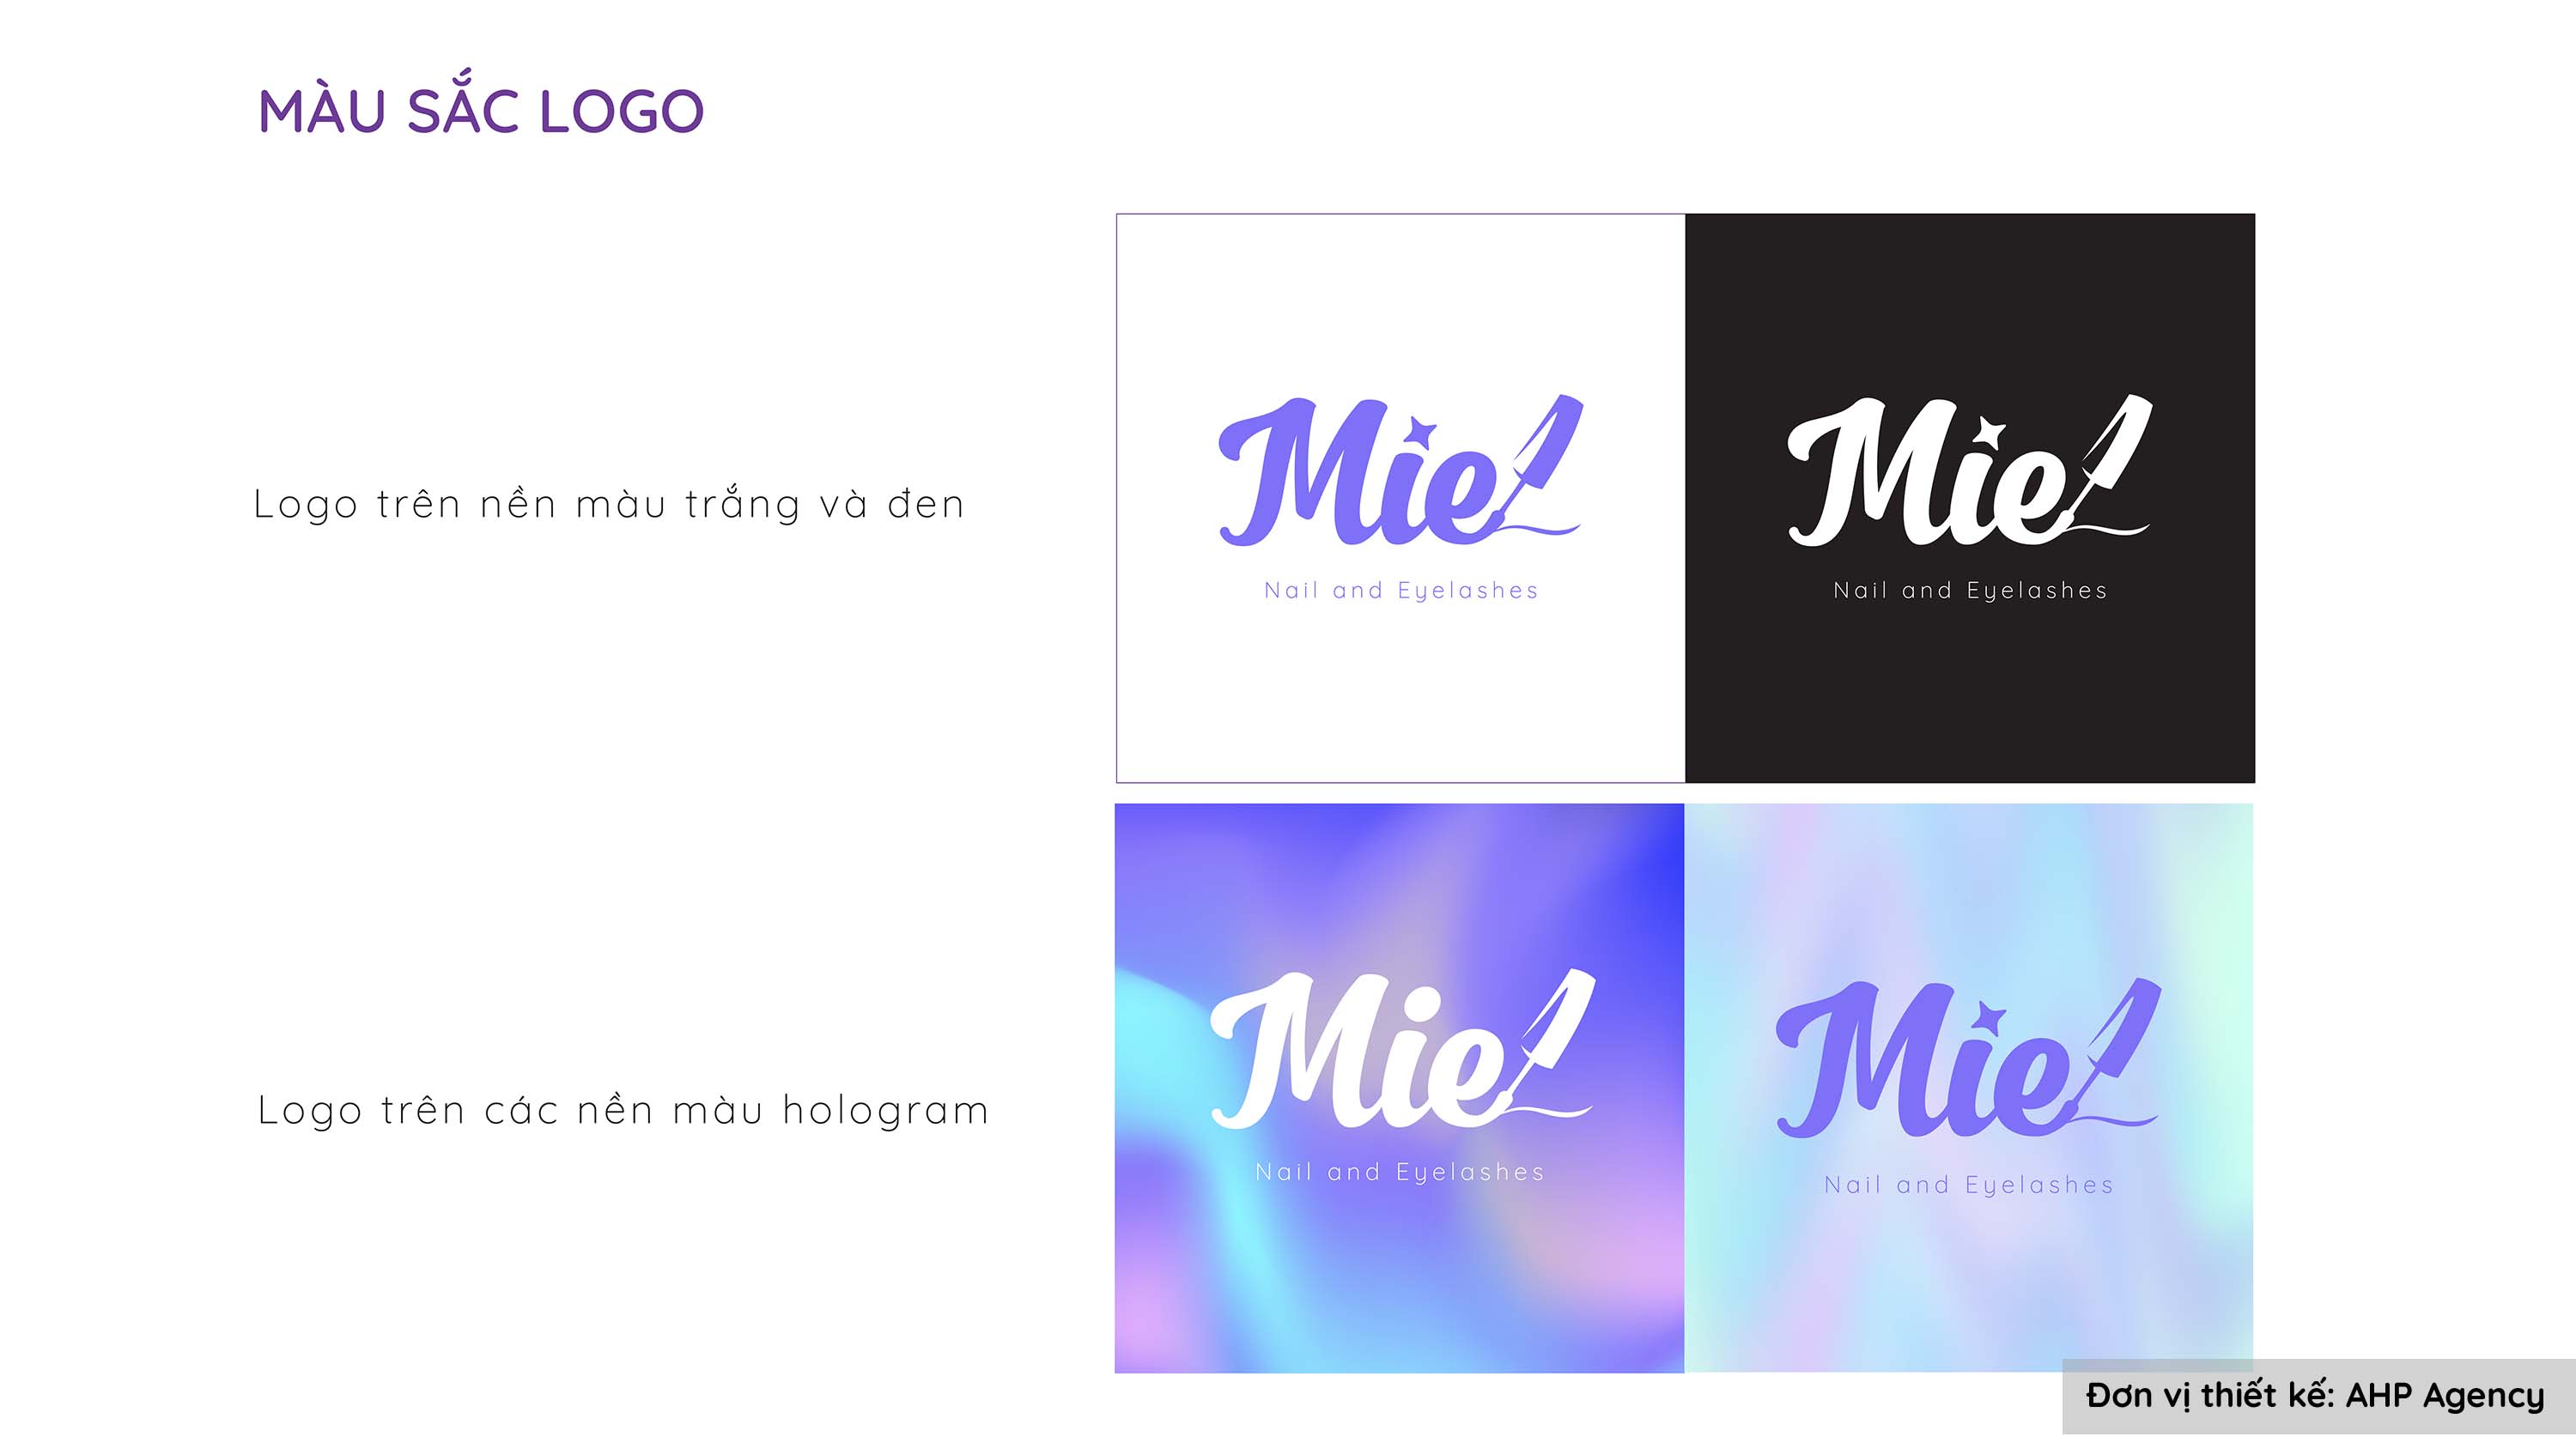 MÀU SẮC LOGO
Logo trên nền màu trắng và đen
Miel
Nail and Eyelashes
Miel
Nail and Eyelashes
Logo trên các nền màu hologram
Miel
Nail and Eyelashes
Miel
Nail and Eyelashes
Đơn vị thiết kế: AHP Agency